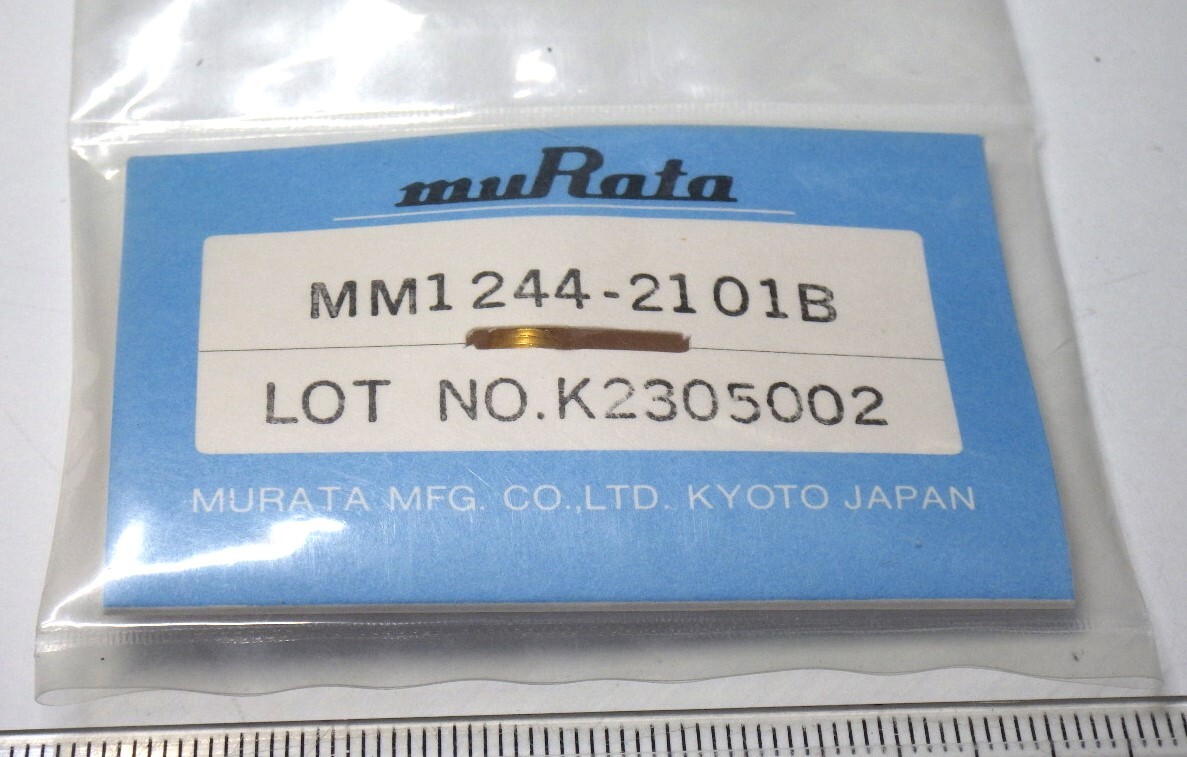 muRata
MM1244-2101B
LOT NO.K2305002
MURATA MFG. CO.,LTD. KYOTO JAPAN